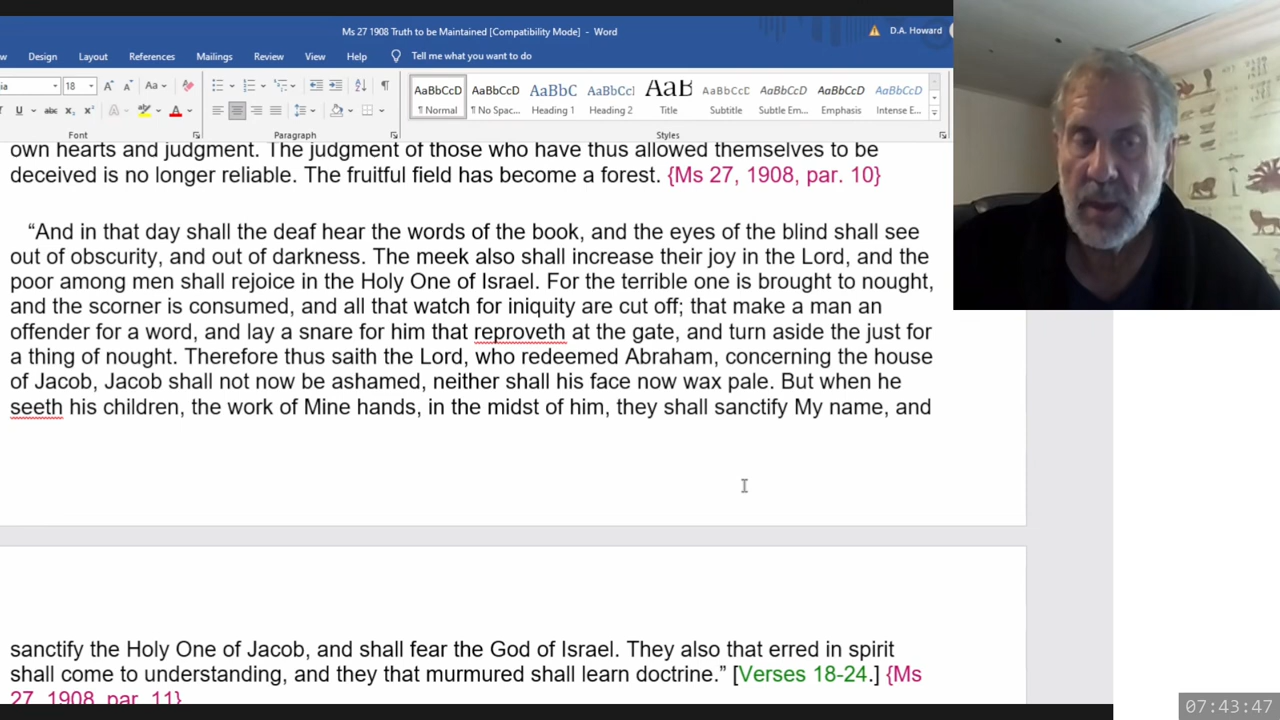 Ms 27 1908 Truth to be Maintained [Compatibility Mode] - Word
D.A. Howard
Design Layout References Mailings Review View Help Tell me what you want to do
18 Aa
AaBbCcD AaBbCcD AaBbC AaBbCcI AaB AaBbCcD AaBbCcD AaBbCcD AaBbCcD
¶ Normal ¶ No Spac... Heading 1 Heading 2 Title Subtitle Subtle Em... Emphasis Intense E...
Font Paragraph Styles
own hearts and judgment. The judgment of those who have thus allowed themselves to be
deceived is no longer reliable. The fruitful field has become a forest. {Ms 27, 1908, par. 10}
“And in that day shall the deaf hear the words of the book, and the eyes of the blind shall see
out of obscurity, and out of darkness. The meek also shall increase their joy in the Lord, and the
poor among men shall rejoice in the Holy One of Israel. For the terrible one is brought to nought,
and the scorner is consumed, and all that watch for iniquity are cut off; that make a man an
offender for a word, and lay a snare for him that reproveth at the gate, and turn aside the just for
a thing of nought. Therefore thus saith the Lord, who redeemed Abraham, concerning the house
of Jacob, Jacob shall not now be ashamed, neither shall his face now wax pale. But when he
seeth his children, the work of Mine hands, in the midst of him, they shall sanctify My name, and
sanctify the Holy One of Jacob, and shall fear the God of Israel. They also that erred in spirit
shall come to understanding, and they that murmured shall learn doctrine.” [Verses 18-24.] {Ms
27, 1908, par. 11}
07:43:47